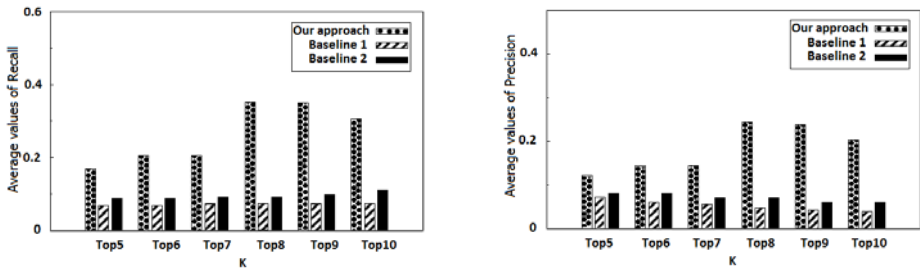 0.6
0.4
0.2
0
Average values of Recall
Our approach
Baseline 1
Baseline 2
Top5 Top6 Top7 Top8 Top9 Top10
K
0.4
0.2
0
Average values of Precision
Our approach
Baseline 1
Baseline 2
Top5 Top6 Top7 Top8 Top9 Top10
K